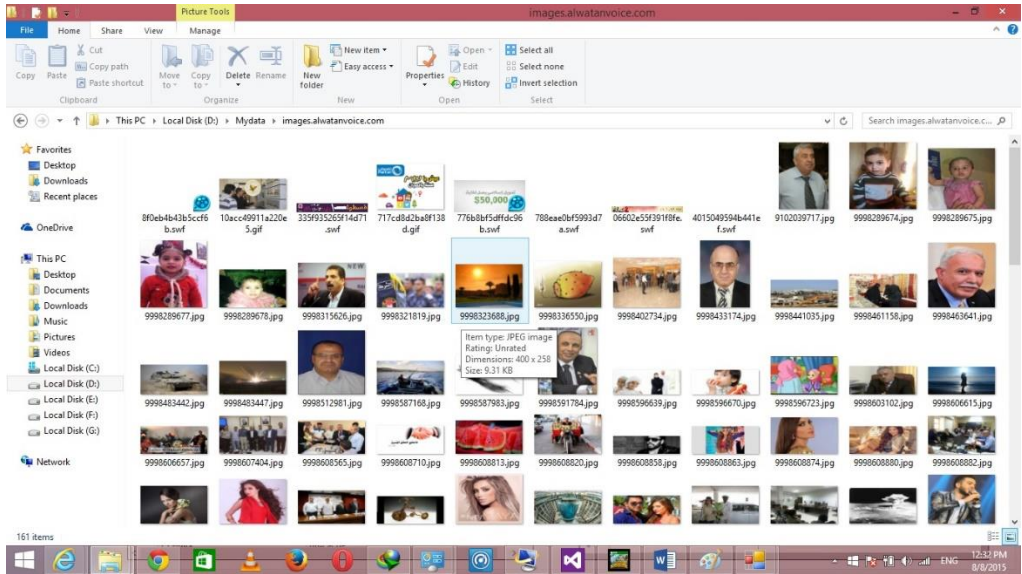 Picture Tools
images.alwatanvoice.com
File Home Share View Manage
Copy
Paste
Cut
Copy path
Paste shortcut
Clipboard
Move to
Copy to
Delete
Rename
Organize
New folder
New item
Easy access
New
Properties
Open
Edit
History
Open
Select all
Select none
Invert selection
Select
This PC Local Disk (D:) Mydata images.alwatanvoice.com
Search images.alwatanvoice.c...
Favorites
Desktop
Downloads
Recent places
OneDrive
This PC
Desktop
Documents
Downloads
Music
Pictures
Videos
Local Disk (C:)
Local Disk (D:)
Local Disk (E:)
Local Disk (F:)
Local Disk (G:)
Network
$50,000
8f0eb4b43b5ccf6b.swf
10acc49911a220e5.gif
335f935265f14d71.swf
717cd8d2ba8f138d.gif
776b8bf5dffdc96b.swf
788eae0bf5993d7a.swf
06602e55f391f8fe.swf
4015049594b441ef.swf
9102039717.jpg
9998289674.jpg
9998289675.jpg
9998289677.jpg 9998289678.jpg 9998315626.jpg 9998321819.jpg 9998323688.jpg 9998336550.jpg 9998402734.jpg 9998433174.jpg 9998441035.jpg 9998461158.jpg 9998463641.jpg
Item type: JPEG image
Rating: Unrated
Dimensions: 400 x 258
Size: 9.31 KB
9998483442.jpg 9998483447.jpg 9998512981.jpg 9998587168.jpg 9998587983.jpg 9998591784.jpg 9998596639.jpg 9998596670.jpg 9998596723.jpg 9998603102.jpg 9998606615.jpg
9998606657.jpg 9998607404.jpg 9998608565.jpg 9998608710.jpg 9998608813.jpg 9998608820.jpg 9998608858.jpg 9998608863.jpg 9998608874.jpg 9998608880.jpg 9998608882.jpg
161 items
ENG
12:32 PM
8/8/2015